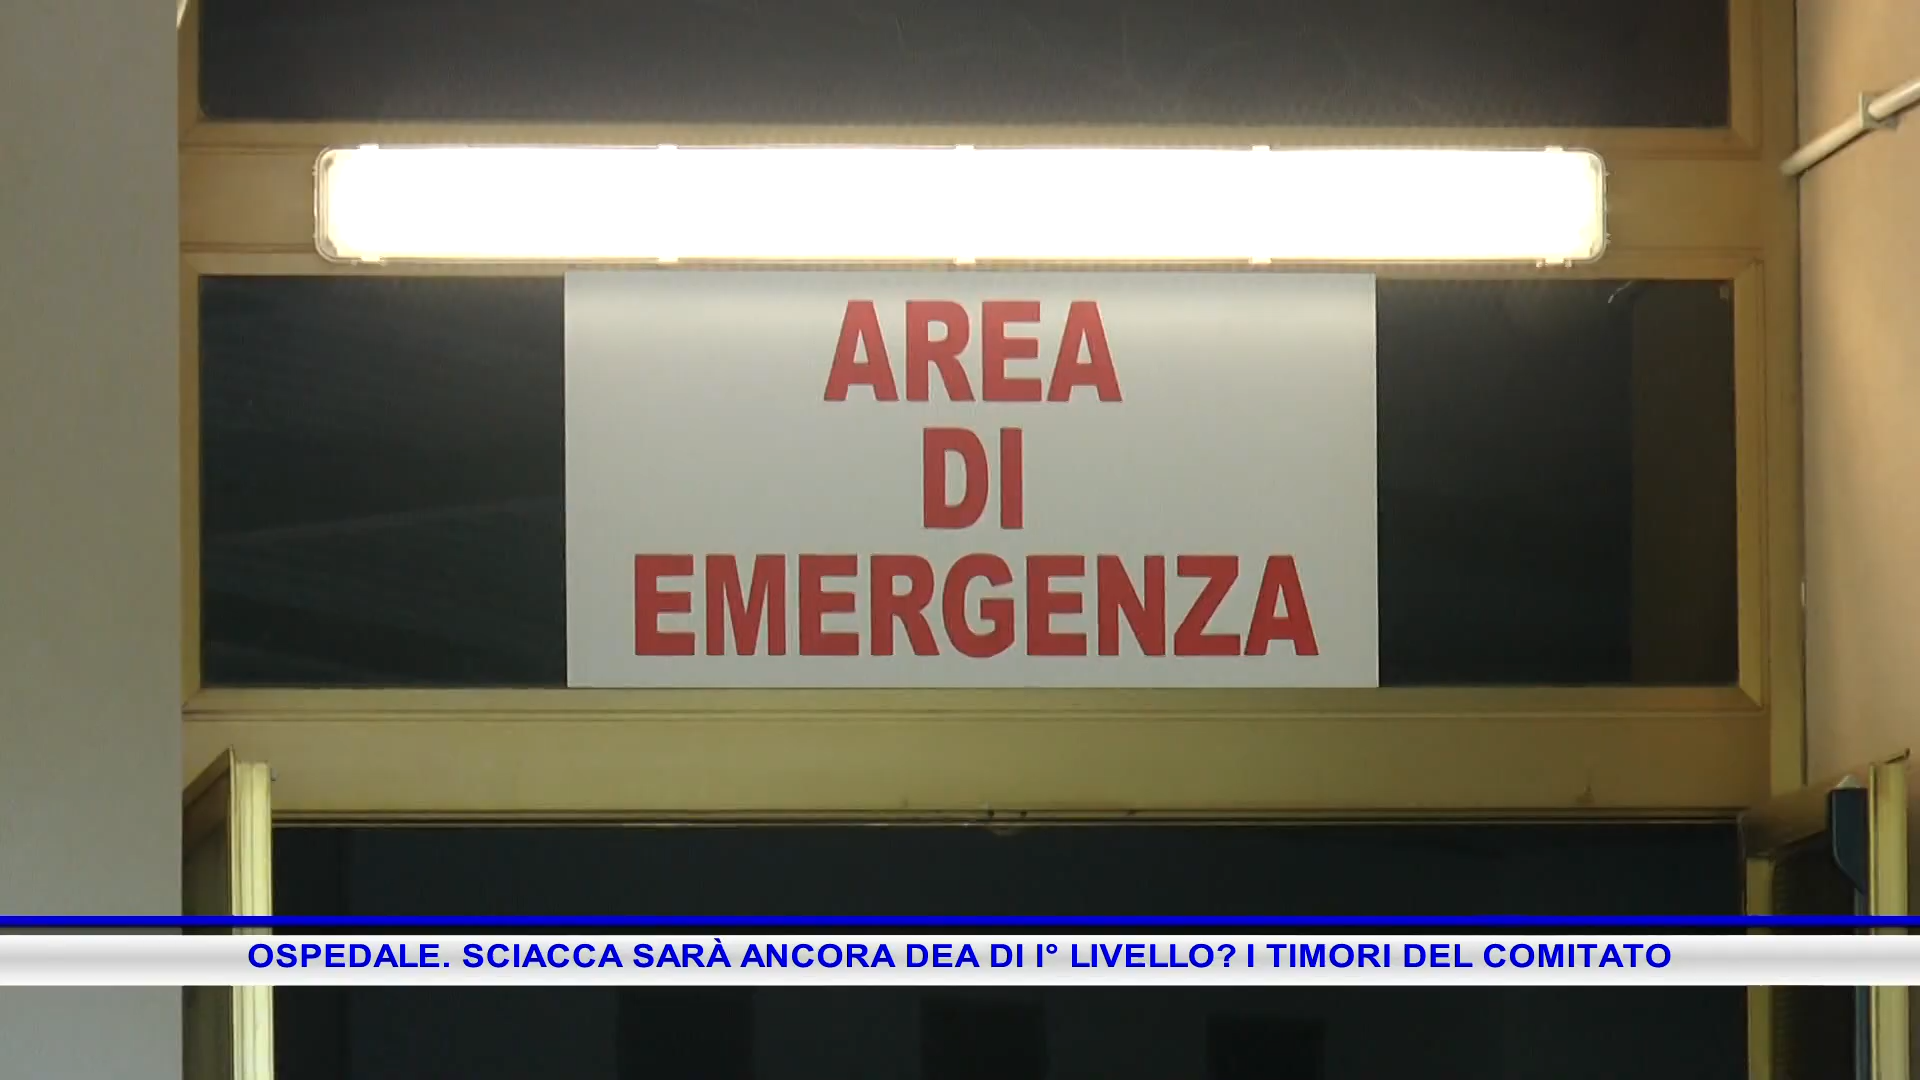 AREA
DI
EMERGENZA
OSPEDALE. SCIACCA SARÀ ANCORA DEA DI I° LIVELLO? I TIMORI DEL COMITATO